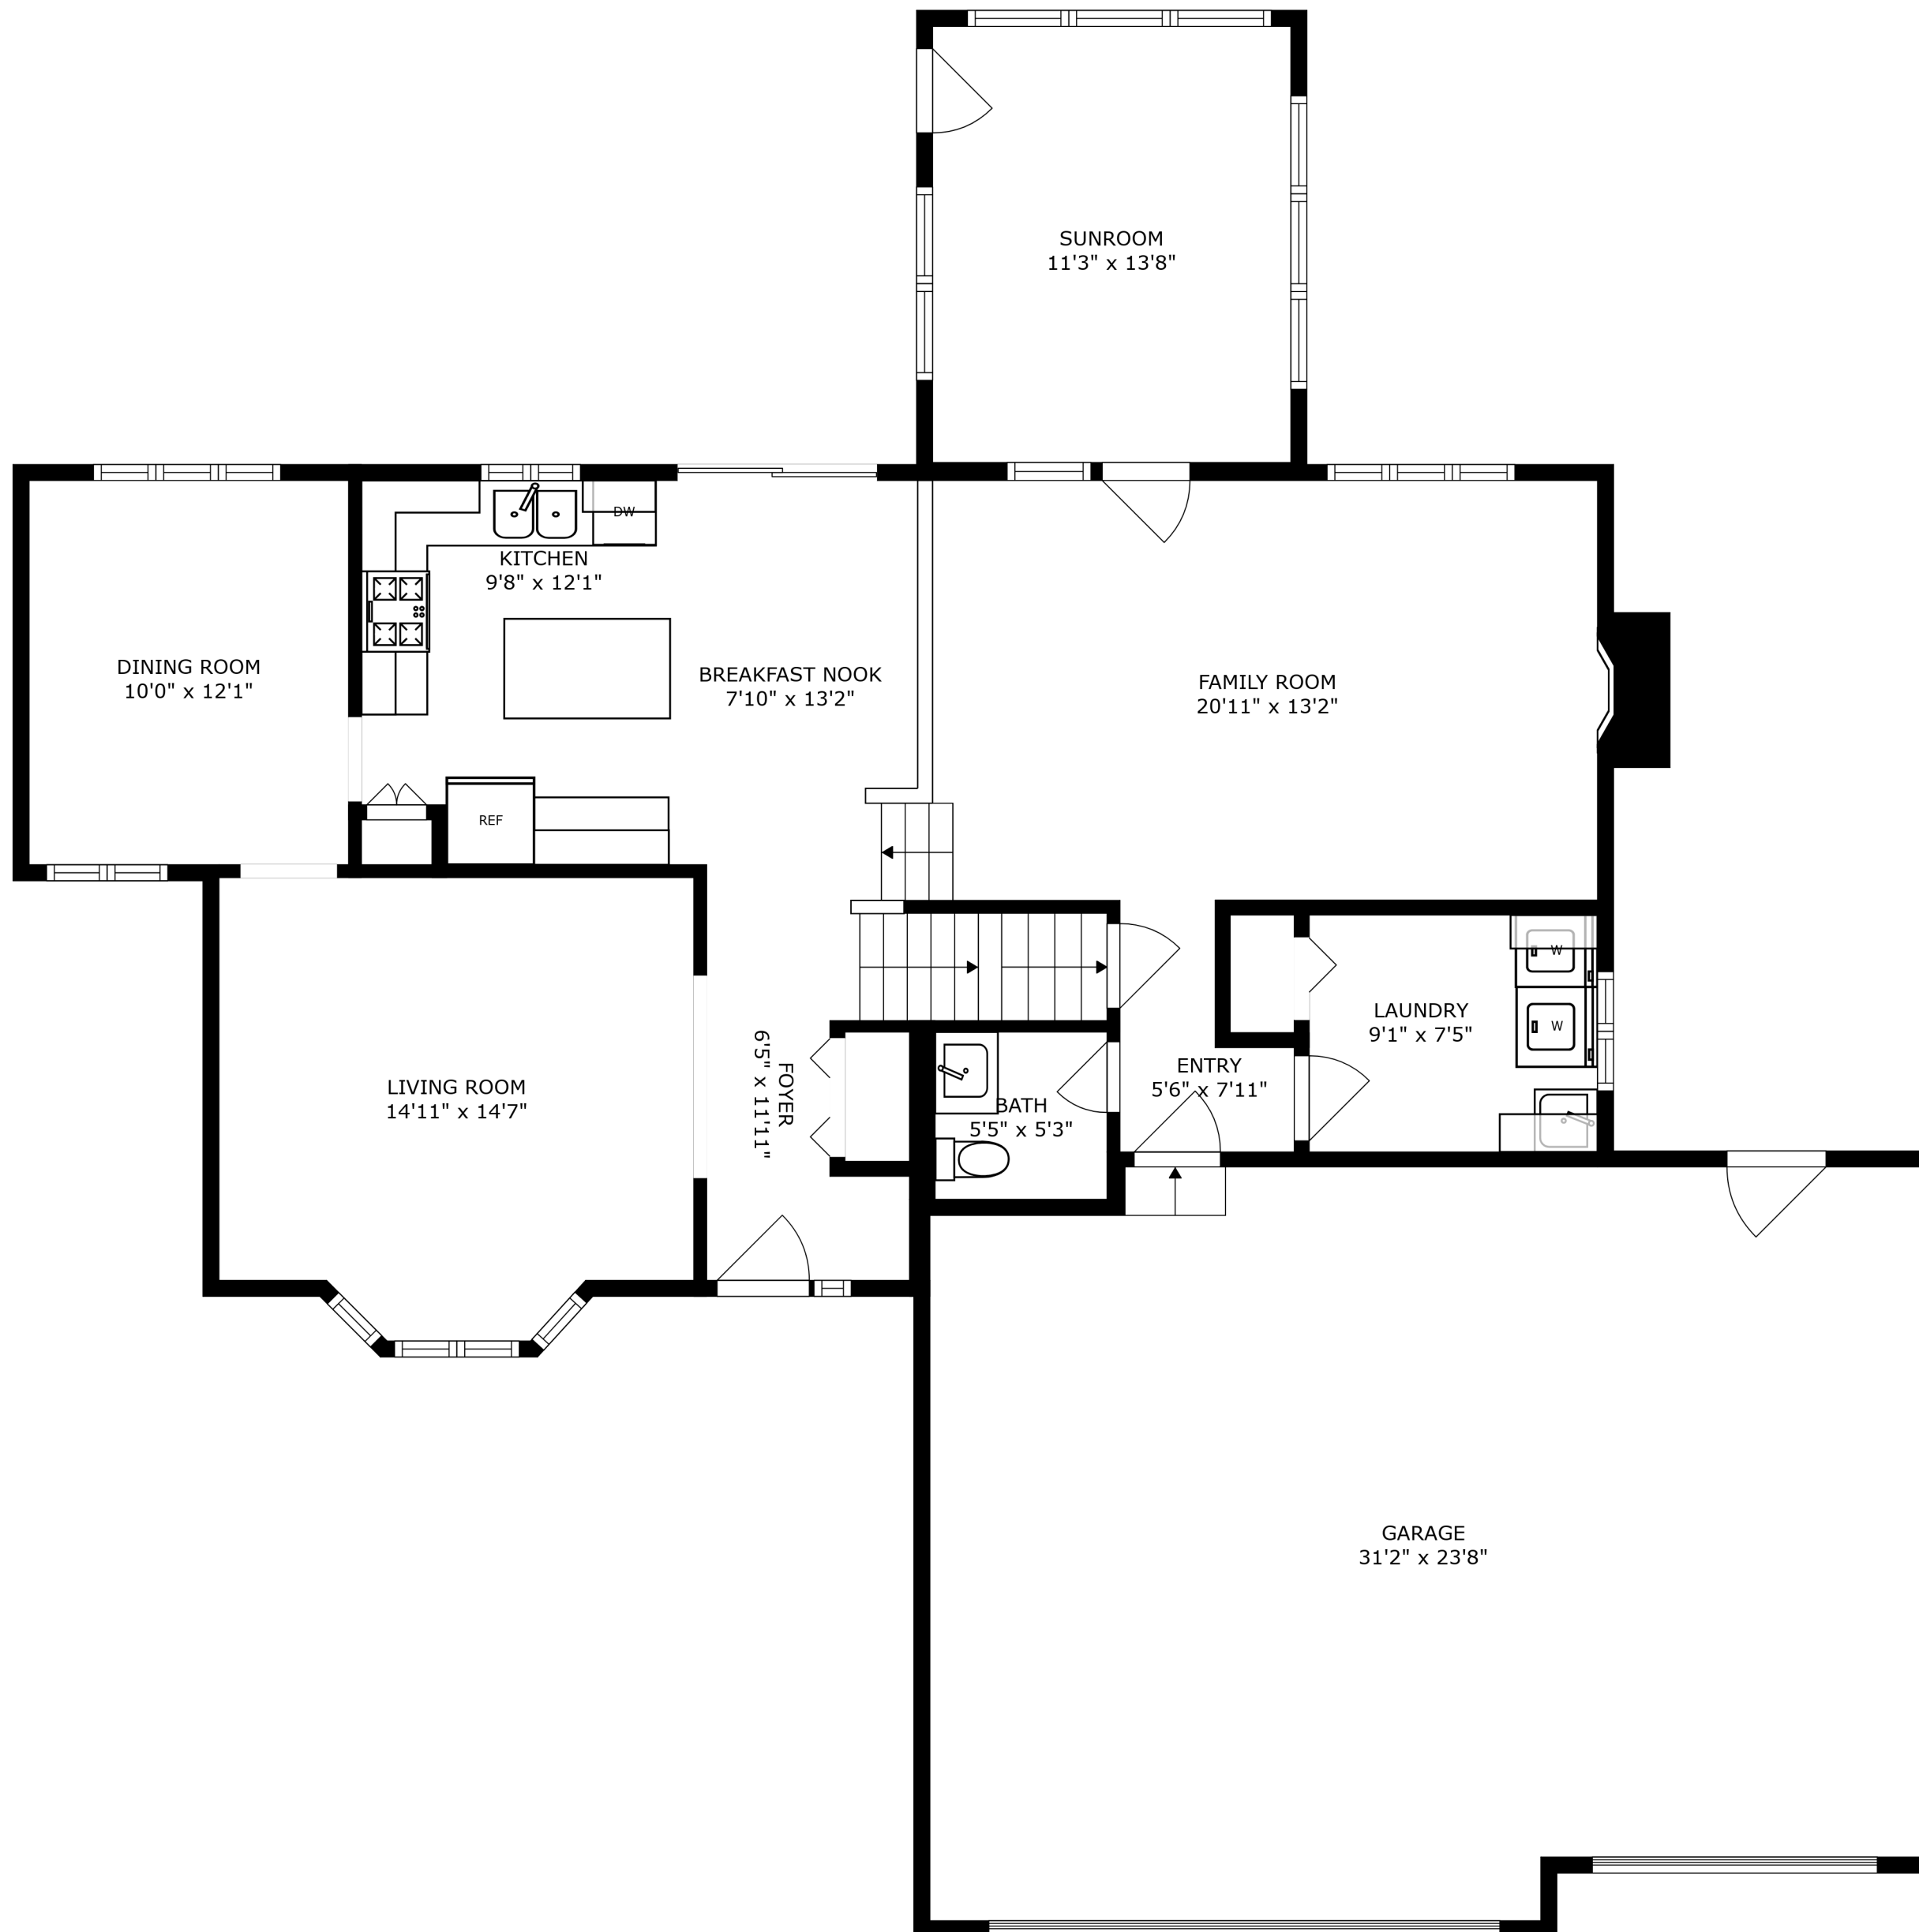 SUNROOM
11'3" x 13'8"
DW
KITCHEN
9'8" x 12'1"
DINING ROOM
10'0" x 12'1"
BREAKFAST NOOK
7'10" x 13'2"
FAMILY ROOM
20'11" x 13'2"
REF
W
LAUNDRY
9'1" x 7'5"
W
LIVING ROOM
14'11" x 14'7"
FOYER
6'5" x 11'11"
ENTRY
5'6" x 7'11"
BATH
5'5" x 5'3"
GARAGE
31'2" x 23'8"